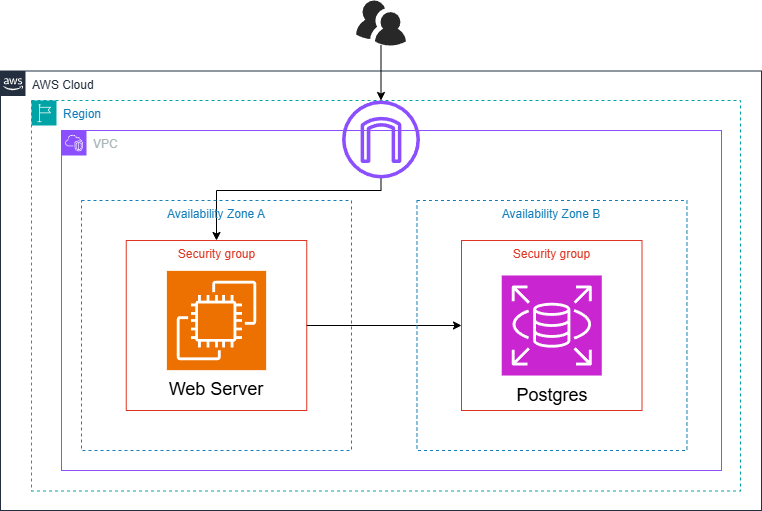 aws
AWS Cloud
Region
VPC
Availability Zone A
Availability Zone B
Security group
Security group
Web Server
Postgres